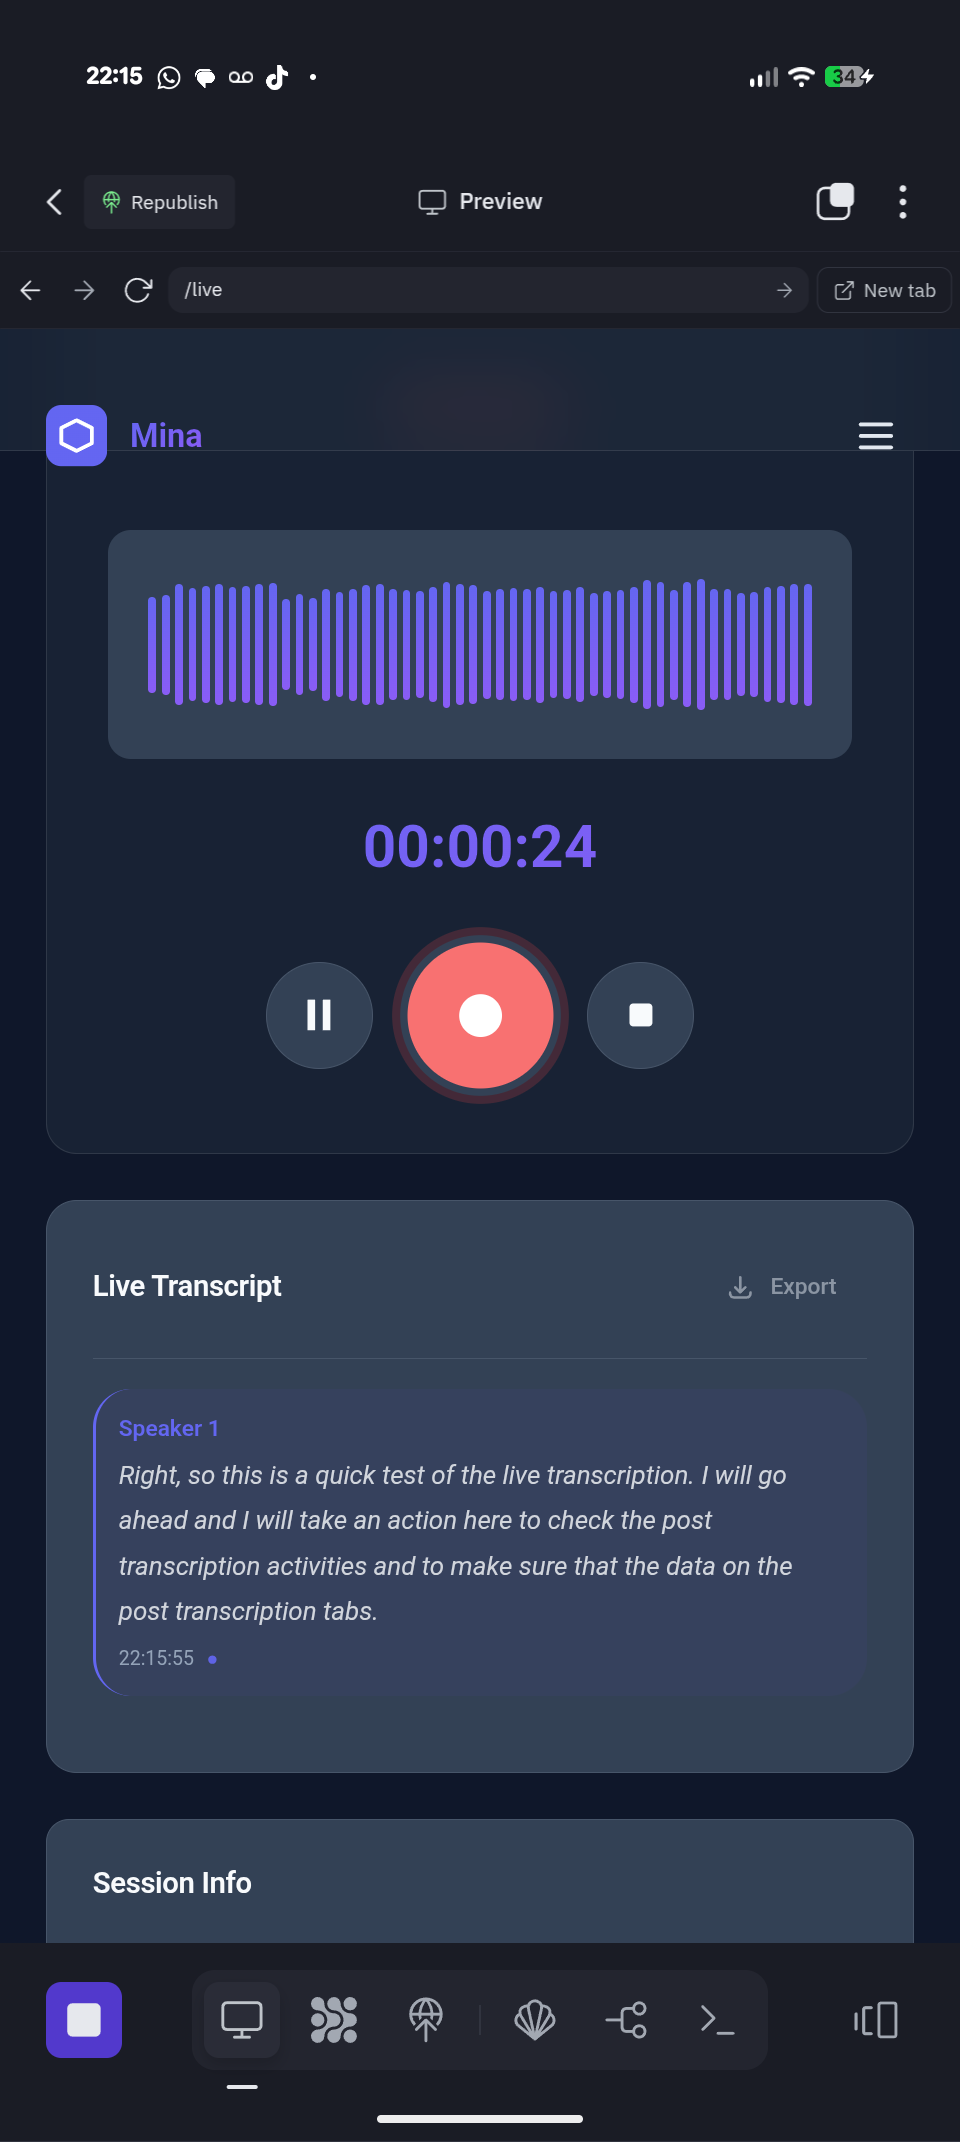 22:15
34
Republish
Preview
/live
New tab
Mina
00:00:24
Live Transcript
Export
Speaker 1
Right, so this is a quick test of the live transcription. I will go
ahead and I will take an action here to check the post
transcription activities and to make sure that the data on the
post transcription tabs.
22:15:55
Session Info